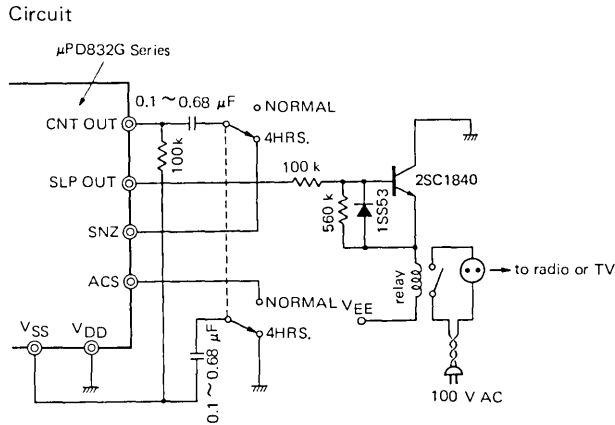 Circuit
μPD832G Series
0.1～0.68 μF
NORMAL
CNT OUT
4HRS.
100k
100 k
SLP OUT
2SC1840
560 k
1SS53
SNZ
relay
to radio or TV
ACS
NORMAL
VEE
VSS
VDD
4HRS.
0.1～0.68 μF
100 V AC